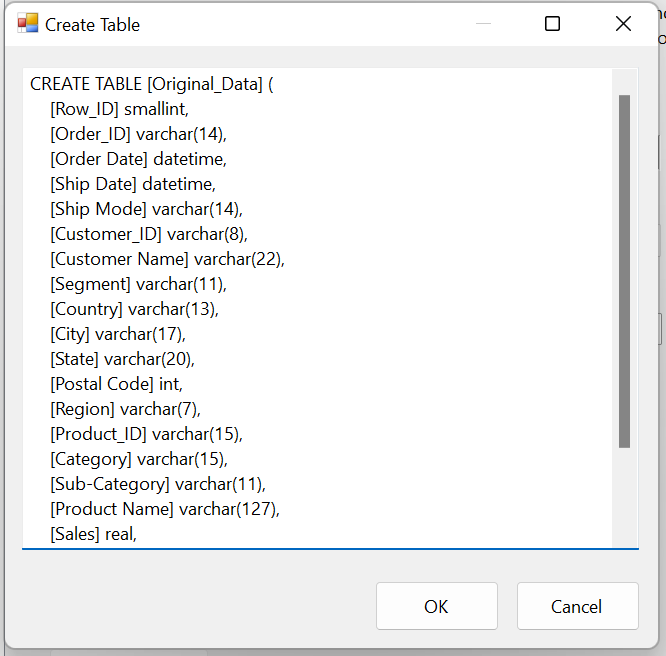 Create Table
CREATE TABLE [Original_Data] (
[Row_ID] smallint,
[Order_ID] varchar(14),
[Order Date] datetime,
[Ship Date] datetime,
[Ship Mode] varchar(14),
[Customer_ID] varchar(8),
[Customer Name] varchar(22),
[Segment] varchar(11),
[Country] varchar(13),
[City] varchar(17),
[State] varchar(20),
[Postal Code] int,
[Region] varchar(7),
[Product_ID] varchar(15),
[Category] varchar(15),
[Sub-Category] varchar(11),
[Product Name] varchar(127),
[Sales] real,
OK Cancel